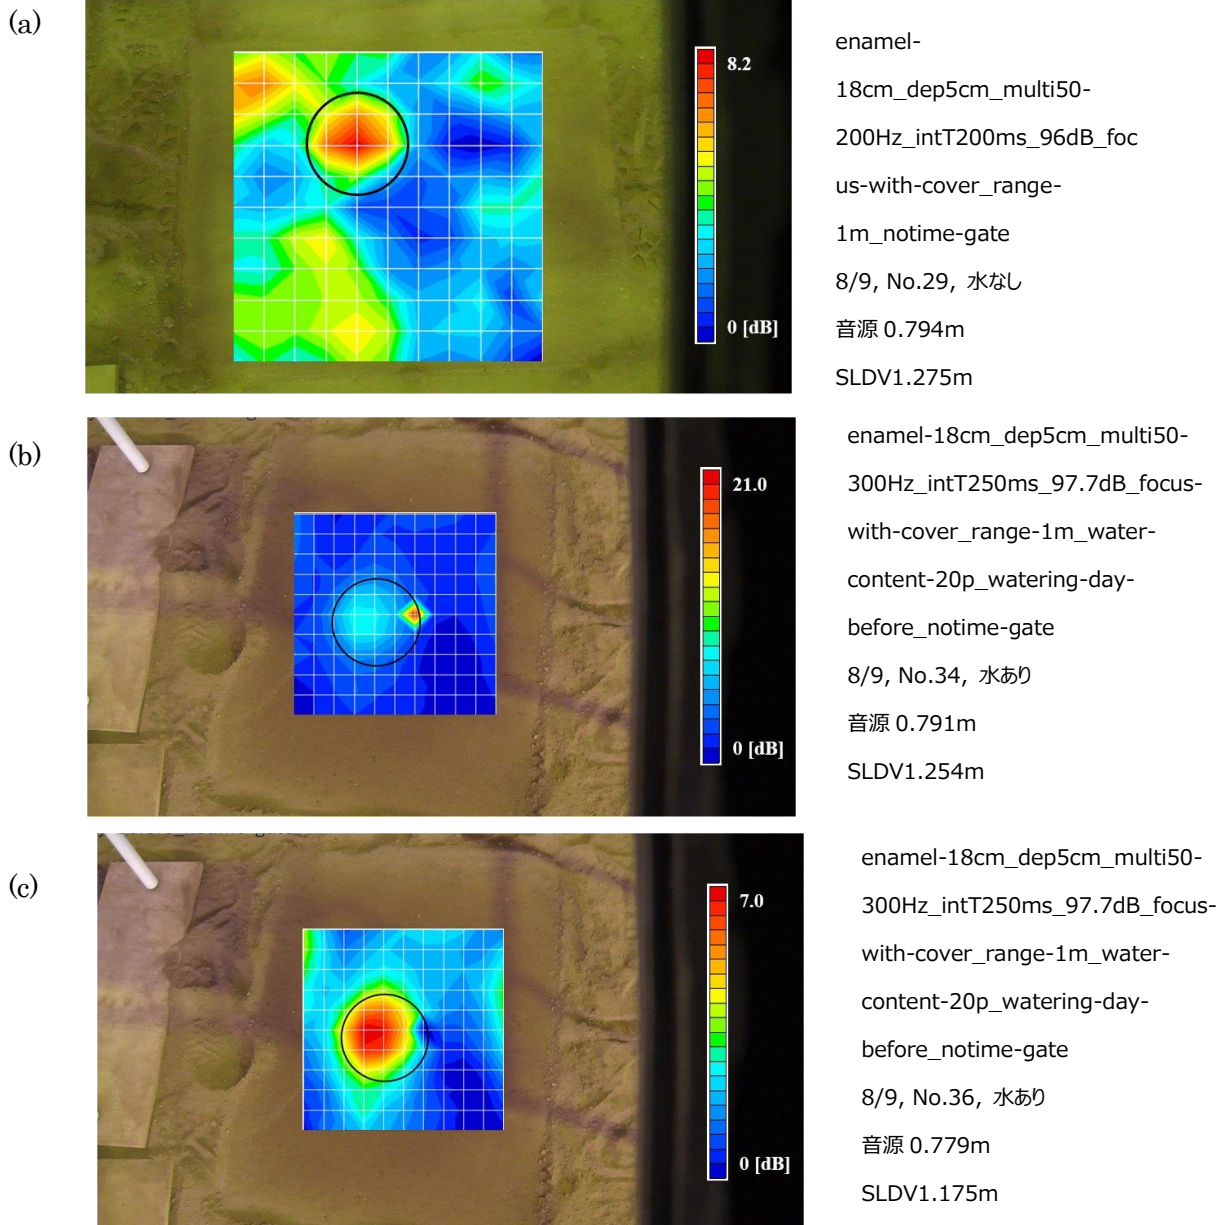 (a)
8.2
0 [dB]
enamel-
18cm_dep5cm_multi50-
200Hz_intT200ms_96dB_foc
us-with-cover_range-
1m_notime-gate
8/9, No.29, 水なし
音源 0.794m
SLDV1.275m
(b)
21.0
0 [dB]
enamel-18cm_dep5cm_multi50-
300Hz_intT250ms_97.7dB_focus-
with-cover_range-1m_water-
content-20p_watering-day-
before_notime-gate
8/9, No.34, 水あり
音源 0.791m
SLDV1.254m
(c)
7.0
0 [dB]
enamel-18cm_dep5cm_multi50-
300Hz_intT250ms_97.7dB_focus-
with-cover_range-1m_water-
content-20p_watering-day-
before_notime-gate
8/9, No.36, 水あり
音源 0.779m
SLDV1.175m